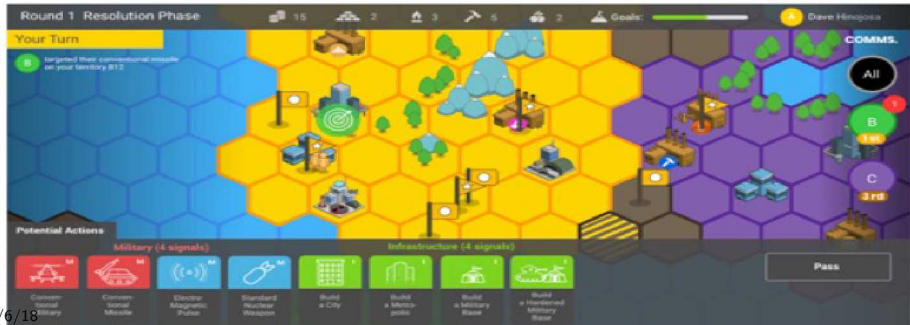 Round 1 Resolution Phase
15
2
3
6
2
Goals:
A
Dave Hinojosa
Your Turn
COMMS.
B
targeted their conventional missile
on your territory B12
All
1
B
1st
C
3rd
Potential Actions
Military (4 signals)
Infrastructure (4 signals)
M
M
M
M
I
I
I
I
Conven-
tional
Military
Conven-
tional
Missile
Electro
Magnetic
Pulse
Standard
Nuclear
Weapon
Build
a City
Build
a Metro-
polis
Build
a Military
Base
Build
a Hardened
Military
Base
Pass
/6/18